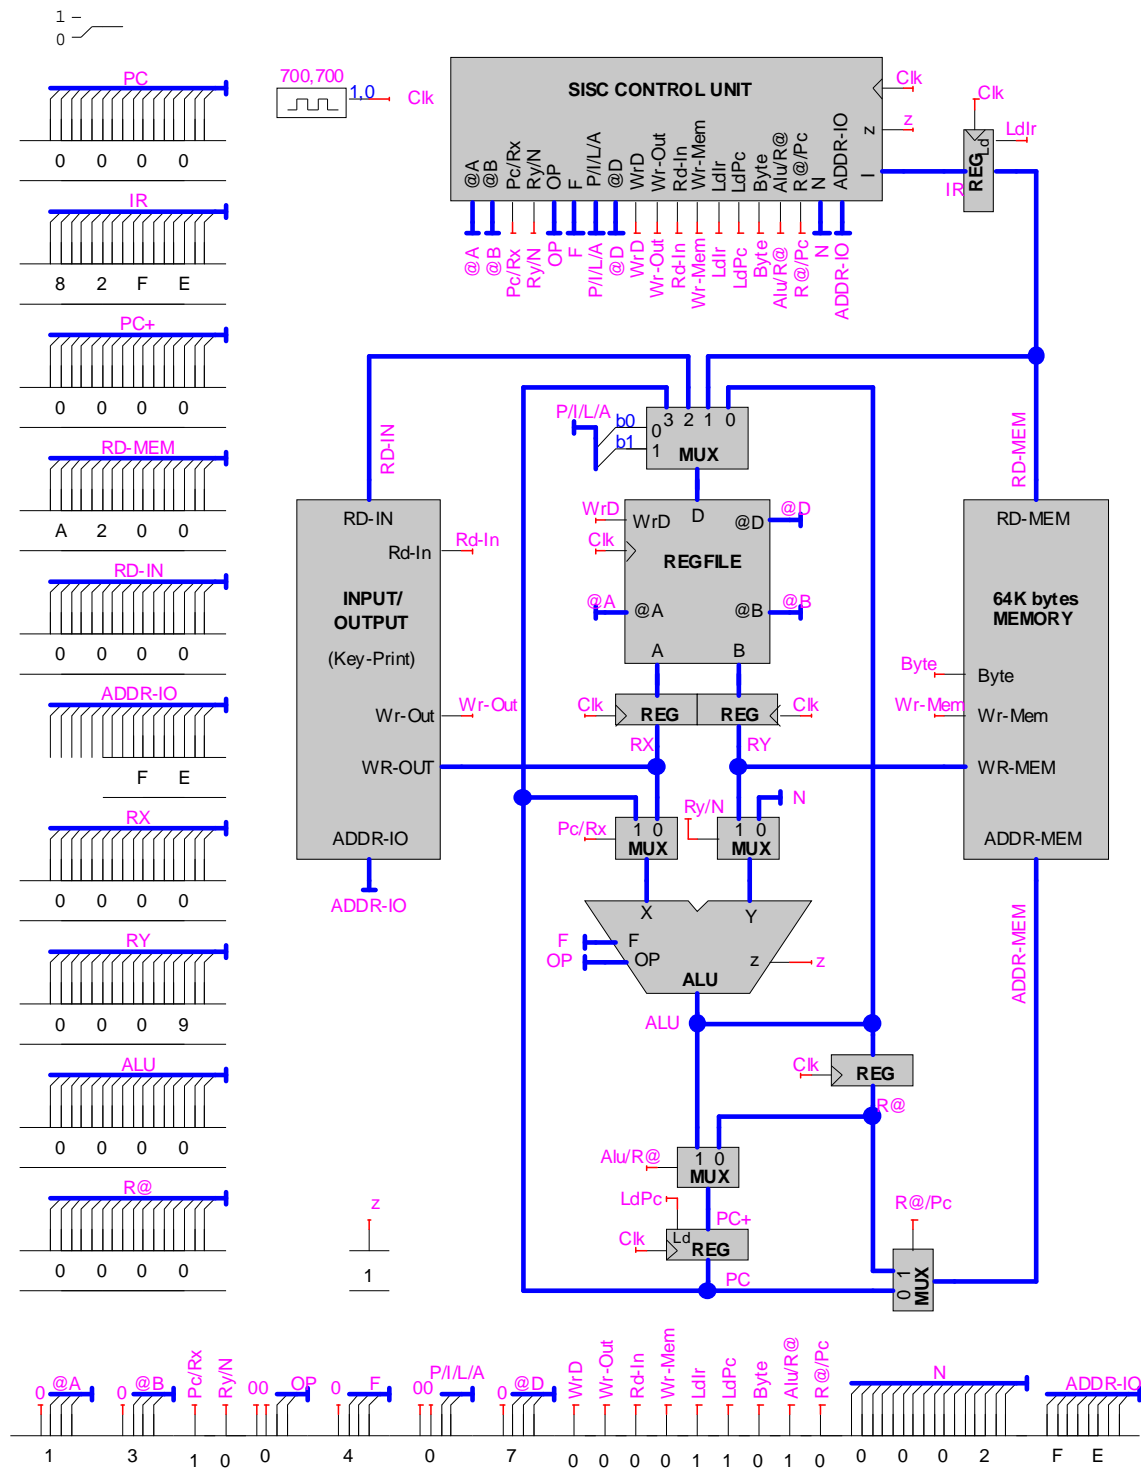 1
0
PC
0 0 0 0
IR
8 2 F E
PC+
0 0 0 0
RD-MEM
A 2 0 0
RD-IN
0 0 0 0
ADDR-IO
F E
RX
0 0 0 0
RY
0 0 0 9
ALU
0 0 0 0
R@
0 0 0 0
z
1
700,700
1,0
Clk
SISC CONTROL UNIT
Clk
z
z
I
@A @B Pc/Rx Ry/N OP F P/I/L/A @D WrD Wr-Out Rd-In Wr-Mem LdIr LdPc Byte Alu/R@ R@/Pc N ADDR-IO
@A @B Pc/Rx Ry/N OP F P/I/L/A @D WrD Wr-Out Rd-In Wr-Mem LdIr LdPc Byte Alu/R@ R@/Pc N ADDR-IO
Clk
LdIr
Ld
REG
IR
P/I/L/A
b0
b1
3 2 1 0
0
1
MUX
RD-IN
RD-MEM
RD-IN
Rd-In
Rd-In
INPUT/
OUTPUT
(Key-Print)
Wr-Out
Wr-Out
WR-OUT
ADDR-IO
ADDR-IO
WrD
WrD
D
@D
@D
Clk
REGFILE
@A
@A
@B
@B
A
B
Clk
REG
REG
Clk
RX
RY
RD-MEM
64K bytes
MEMORY
Byte
Byte
Wr-Mem
Wr-Mem
WR-MEM
ADDR-MEM
ADDR-MEM
Pc/Rx
1 0
MUX
Ry/N
1 0
MUX
N
X
Y
F
F
OP
OP
z
z
ALU
ALU
Clk
REG
R@
Alu/R@
1 0
MUX
LdPc
PC+
Clk
Ld
REG
PC
R@/Pc
0 1
MUX
0 @A
1
0 @B
3
Pc/Rx
1
Ry/N
0
00 OP
0
0 F
4
00 P/I/L/A
0
0 @D
7
WrD
0
Wr-Out
0
Rd-In
0
Wr-Mem
0
LdIr
1
LdPc
1
Byte
0
Alu/R@
1
R@/Pc
0
N
0 0 0 2
ADDR-IO
F E